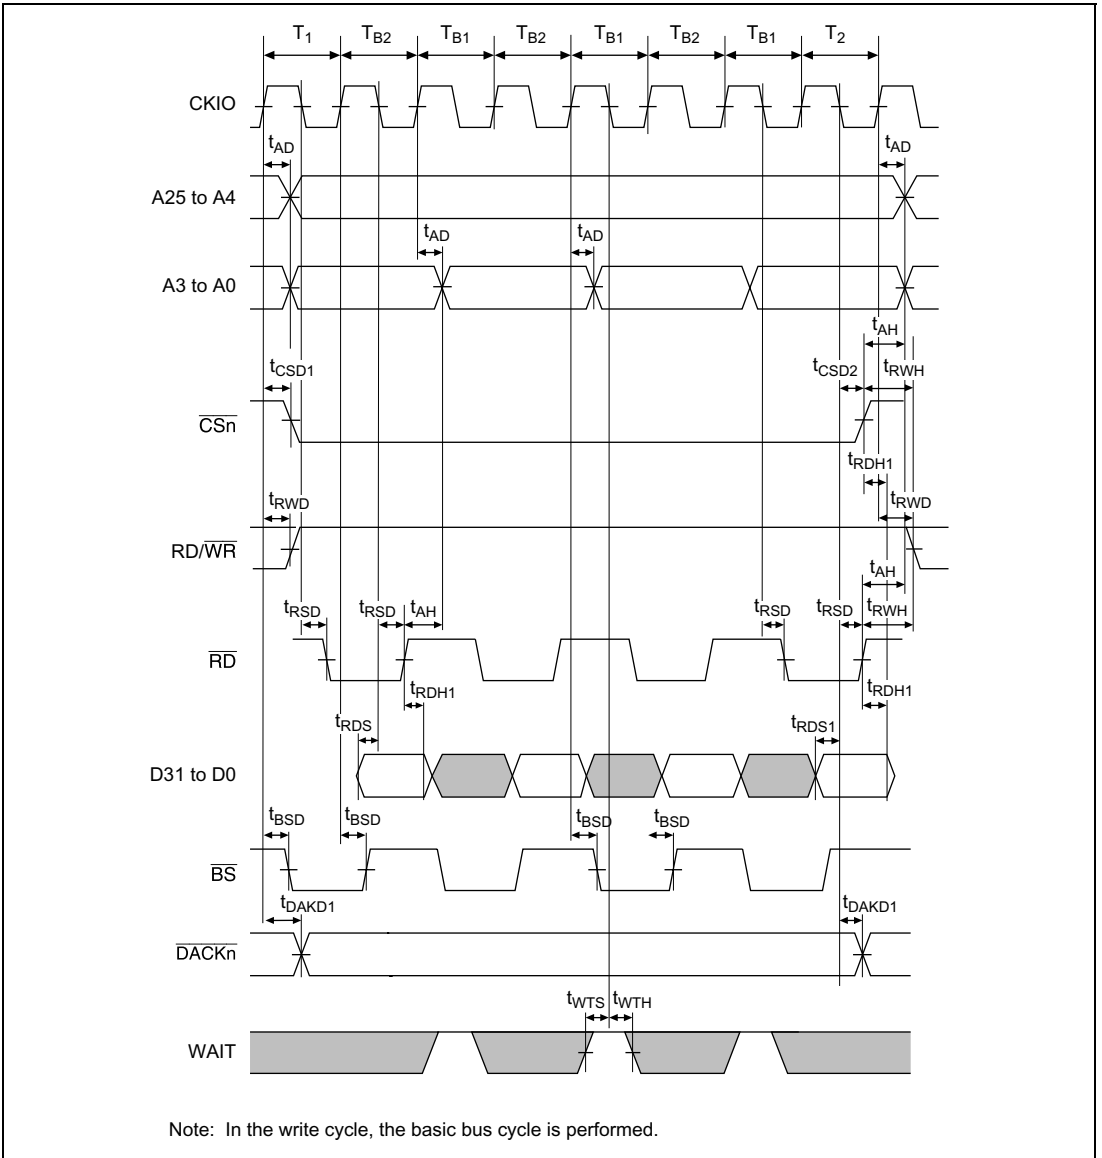 T1 TB2 TB1 TB2 TB1 TB2 TB1 T2
CKIO
tAD tAD
A25 to A4
tAD tAD
A3 to A0
tAH
tCSD1 tCSD2 tRWH
CSn
tRDH1
tRWD tRWD
RD/WR
tAH
tRSD tRSD tAH tRSD tRSD tRWH
RD
tRDH1 tRDH1
tRDS tRDS1
D31 to D0
tBSD tBSD tBSD tBSD
BS
tDAKD1 tDAKD1
DACKn
tWTS tWTH
WAIT
Note: In the write cycle, the basic bus cycle is performed.